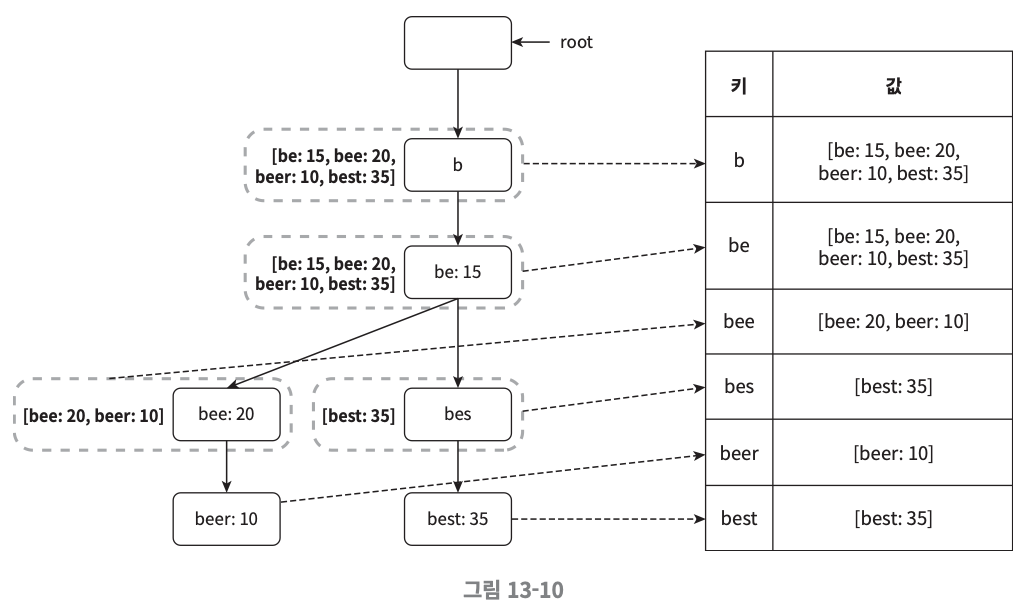 root
[be: 15, bee: 20,
beer: 10, best: 35]
b
[be: 15, bee: 20,
beer: 10, best: 35]
be: 15
[bee: 20, beer: 10]
bee: 20
[best: 35]
bes
beer: 10
best: 35
키
값
b
[be: 15, bee: 20,
beer: 10, best: 35]
be
[be: 15, bee: 20,
beer: 10, best: 35]
bee
[bee: 20, beer: 10]
bes
[best: 35]
beer
[beer: 10]
best
[best: 35]
그림 13-10